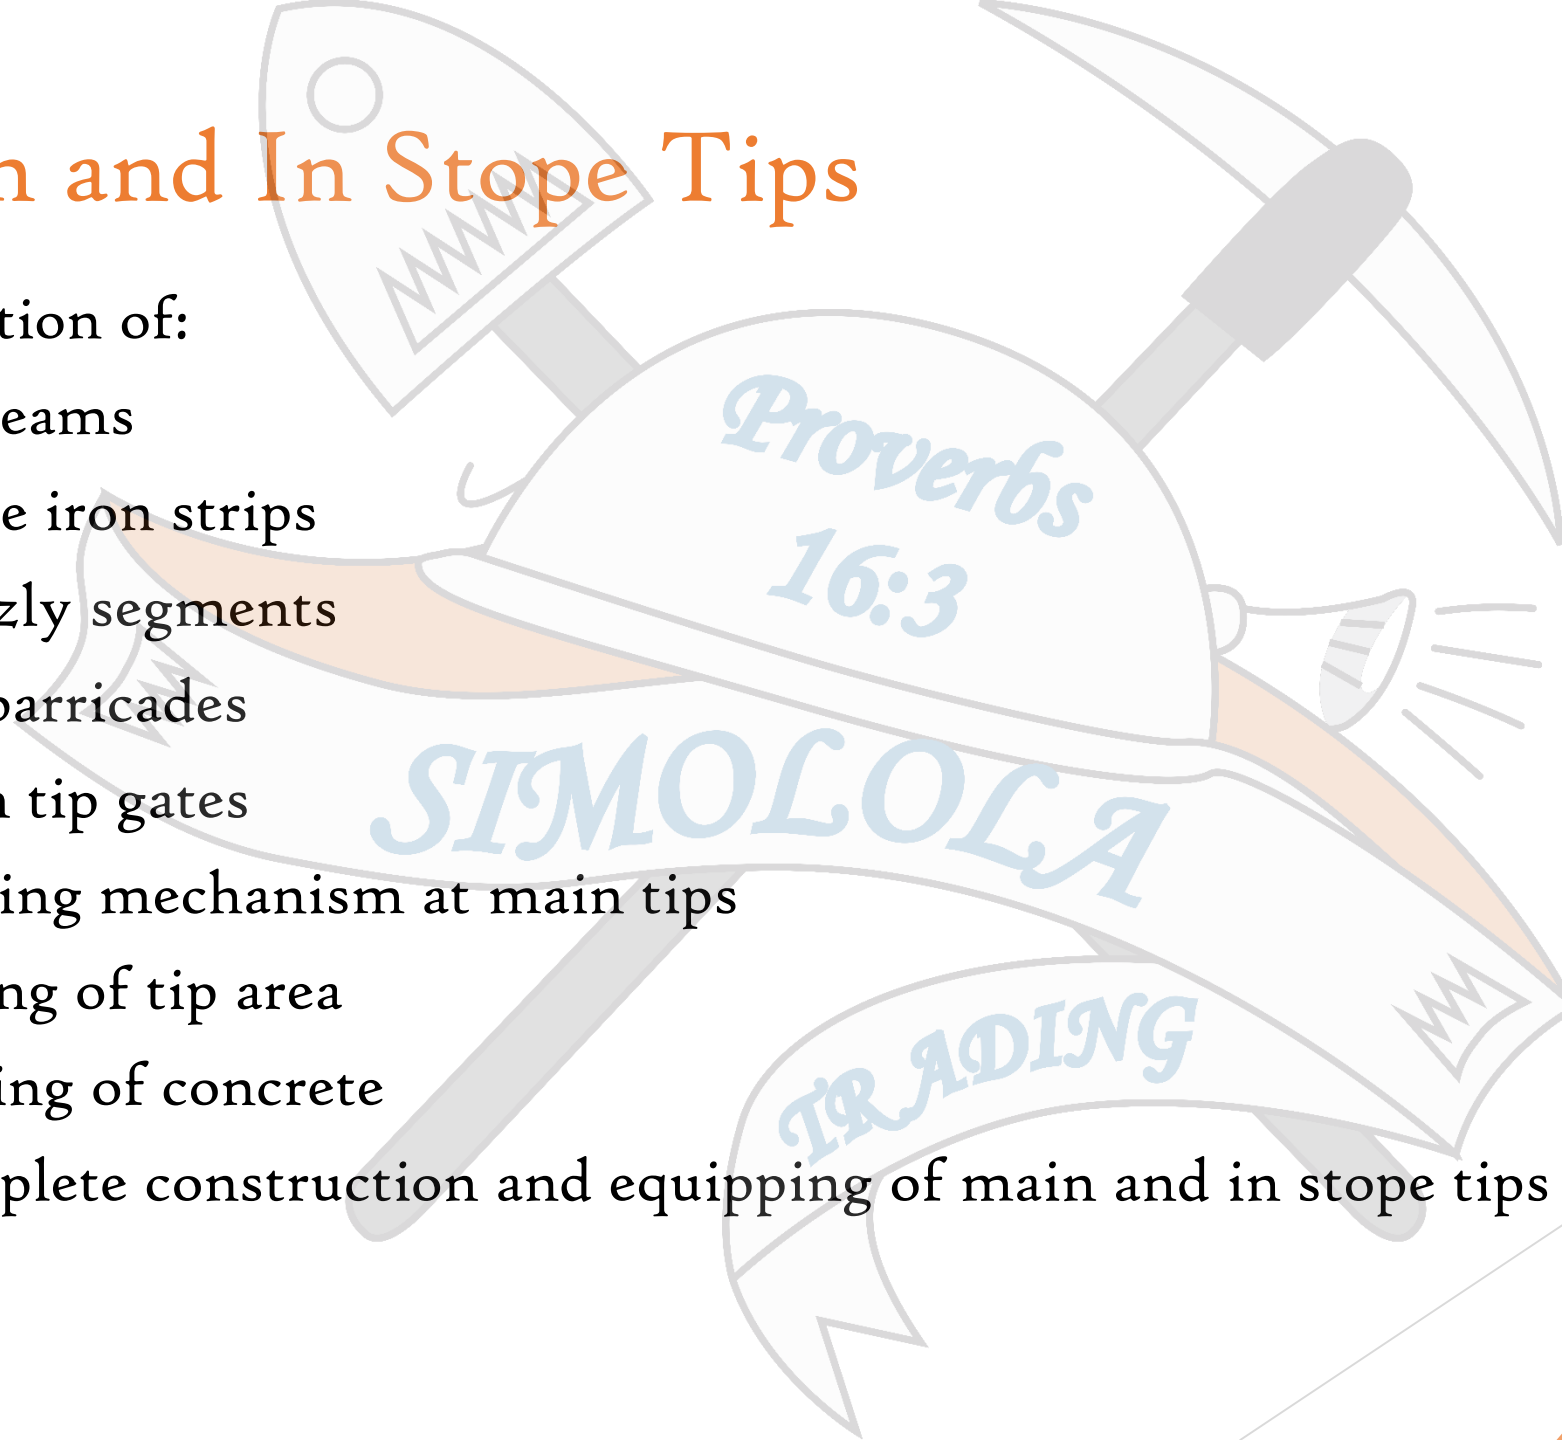 n and In Stope Tips
tion of:
eams
e iron strips
zly segments
barricades
n tip gates
ing mechanism at main tips
ng of tip area
ing of concrete
plete construction and equipping of main and in stope tips
Proverbs
16:3
SIMOLOLA
TRADING